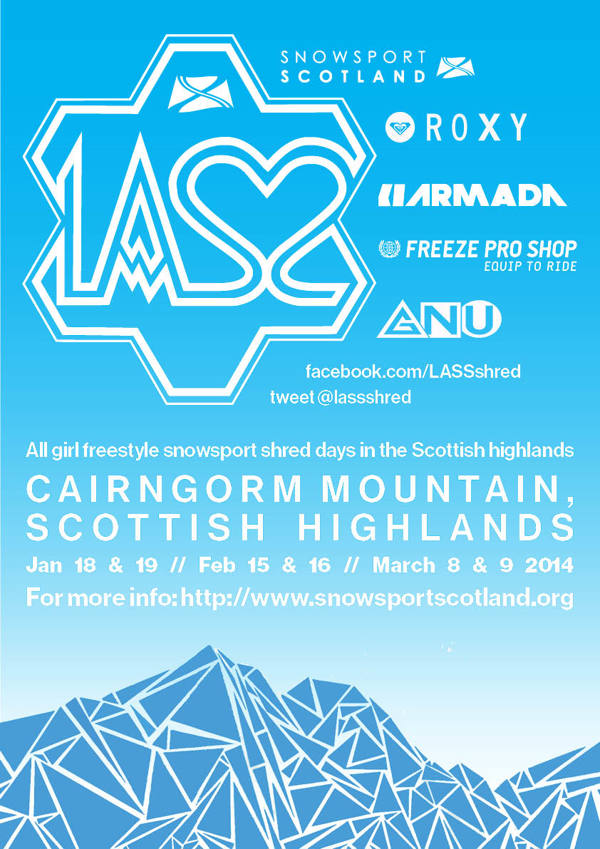 SNOWSPORT
SCOTLAND
LASS
ROXY
ARMADA
FREEZE PRO SHOP
EQUIP TO RIDE
GNU
facebook.com/LASSshred
tweet@lassshred
All girl freestyle snowsport shred days in the Scottish highlands
CAIRNGORM MOUNTAIN,
SCOTTISH HIGHLANDS
Jan 18 & 19 // Feb 15 & 16 // March 8 & 9 2014
For more info: http://www.snowsportscotland.org